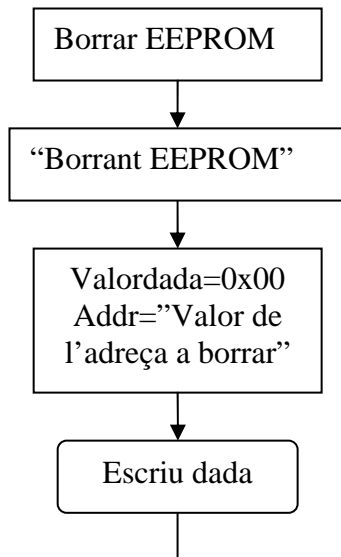 Borrar EEPROM
“Borrant EEPROM”
Valordada=0x00
Addr=”Valor de
l’adreça a borrar”
Escriu dada